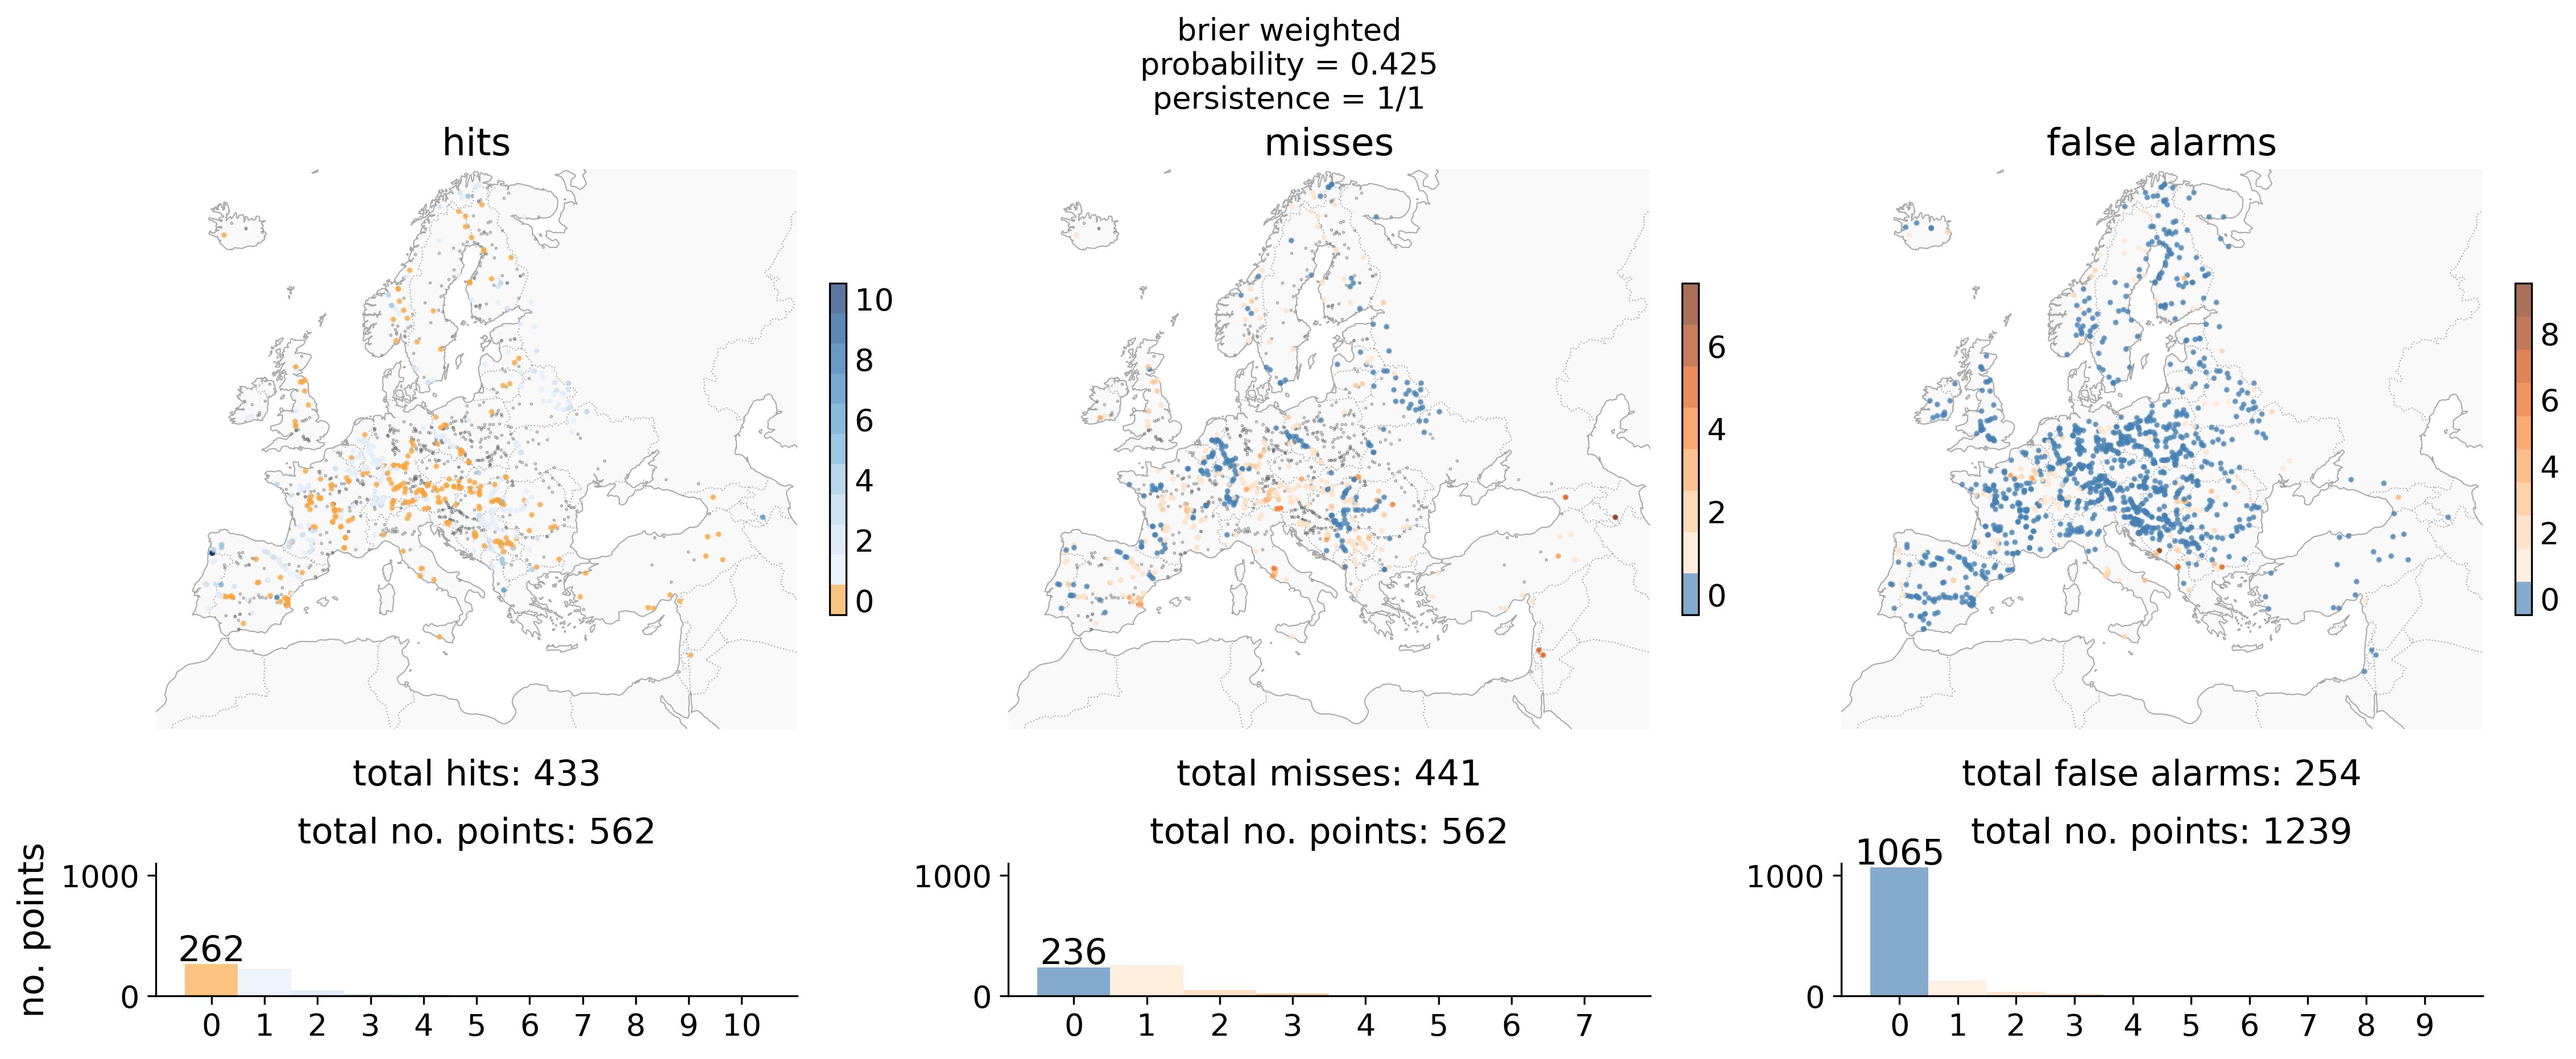 brier weighted
probability = 0.425
persistence = 1/1
hits
misses
false alarms
10
8
6
4
2
0
6
4
2
0
8
6
4
2
0
total hits: 433
total misses: 441
total false alarms: 254
total no. points: 562
total no. points: 562
total no. points: 1239
no. points
1000
0
262
0 1 2 3 4 5 6 7 8 9 10
1000
0
236
0 1 2 3 4 5 6 7
1000
0
1065
0 1 2 3 4 5 6 7 8 9